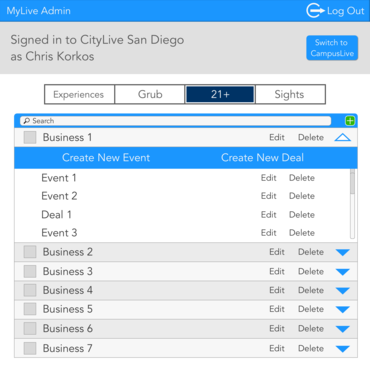 MyLive Admin
Log Out
Signed in to CityLive San Diego
as Chris Korkos
Switch to
CampusLive
Experiences Grub 21+ Sights
Search
Business 1 Edit Delete
Create New Event Create New Deal
Event 1 Edit Delete
Event 2 Edit Delete
Deal 1 Edit Delete
Event 3 Edit Delete
Business 2 Edit Delete
Business 3 Edit Delete
Business 4 Edit Delete
Business 5 Edit Delete
Business 6 Edit Delete
Business 7 Edit Delete